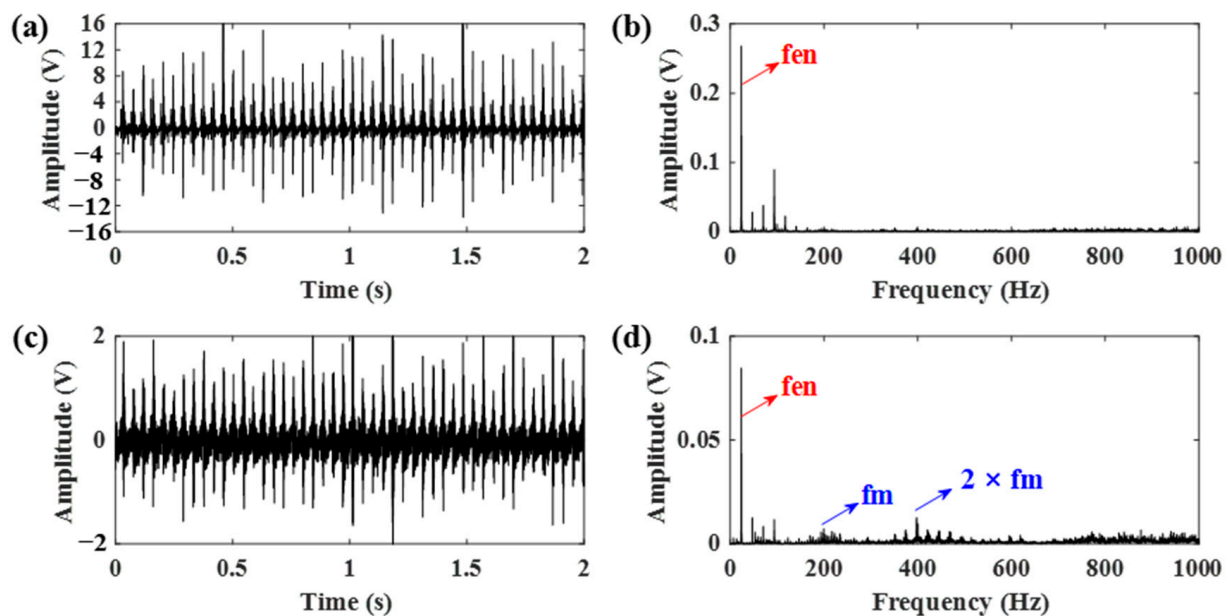 (a)
Amplitude (V)
16
12
8
4
0
−4
−8
−12
−16
0 0.5 1 1.5 2
Time (s)
(b)
Amplitude (V)
0.3
0.2
0.1
0
fen
0 200 400 600 800 1000
Frequency (Hz)
(c)
Amplitude (V)
2
0
−2
0 0.5 1 1.5 2
Time (s)
(d)
Amplitude (V)
0.1
0.05
0
fen
fm
2 × fm
0 200 400 600 800 1000
Frequency (Hz)